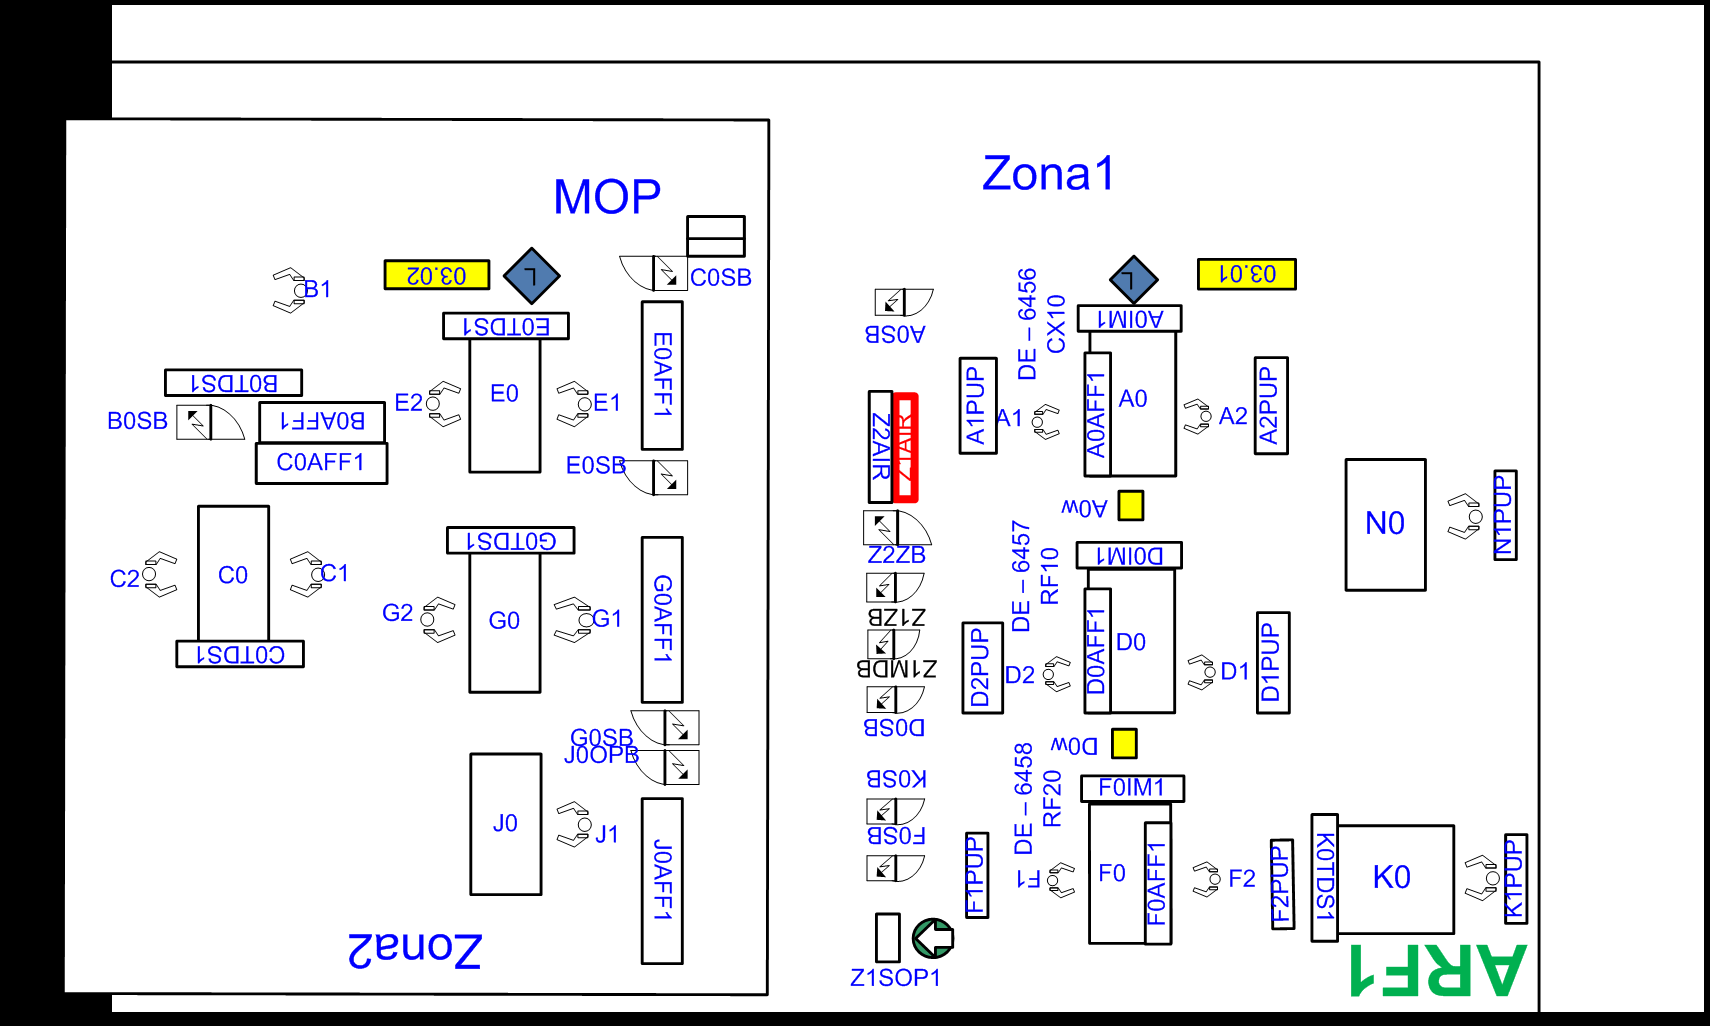 MOP
C0SB
03.02
L
B1
E0TDS1
E0
E2
E1
E0AFF1
E0SB
B0TDS1
B0SB
B0AFF1
C0AFF1
C2
C0
C1
C0TDS1
G0TDS1
G2
G0
G1
G0AFF1
G0SB
J0OPB
J0
J1
J0AFF1
Zona2
Zona1
A0SB
DE – 6456
CX10
L
03.01
A0IM1
A0AFF1
A0
A1PUP
A1
A2
A2PUP
Z2AIR
Z1AIR
A0w
Z2ZB
Z1ZB
Z1MDB
D0SB
DE – 6457
RF10
D0IM1
D0AFF1
D0
D2PUP
D2
D1
D1PUP
D0w
N0
N1PUP
K0SB
F0SB
DE – 6458
RF20
F0IM1
F1PUP
F1
F0
F0AFF1
F2
F2PUP
K0TDS1
K0
K1PUP
Z1SOP1
ARF1